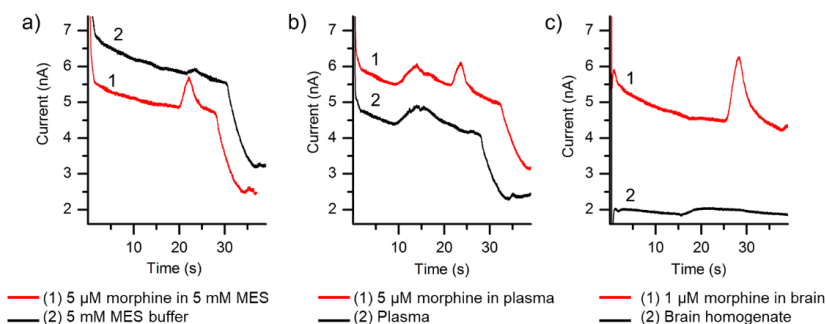 a)
7
6
5
4
3
2
Current (nA)
2
1
10 20 30
Time (s)
(1) 5 µM morphine in 5 mM MES
(2) 5 mM MES buffer
b)
7
6
5
4
3
2
Current (nA)
1
2
10 20 30
Time (s)
(1) 5 µM morphine in plasma
(2) Plasma
c)
7
6
5
4
3
2
Current (nA)
1
2
10 20 30
Time (s)
(1) 1 µM morphine in brain
(2) Brain homogenate